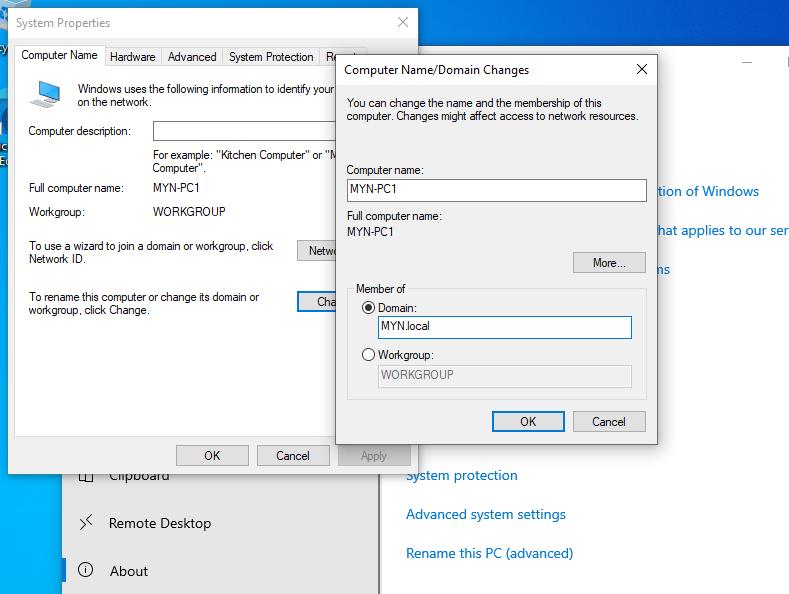 System Properties
Computer Name
Hardware
Advanced
System Protection
Windows uses the following information to identify your
on the network.
Computer description:
For example: "Kitchen Computer" or "M
Computer".
Full computer name:
MYN-PC1
Workgroup:
WORKGROUP
To use a wizard to join a domain or workgroup, click
Network ID.
Netw
To rename this computer or change its domain or
workgroup, click Change.
Cha
OK
Cancel
Apply
Computer Name/Domain Changes
You can change the name and the membership of this
computer. Changes might affect access to network resources.
Computer name:
MYN-PC1
Full computer name:
MYN-PC1
More...
Member of
Domain:
MYN.local
Workgroup:
WORKGROUP
OK
Cancel
tion of Windows
hat applies to our ser
ms
System protection
Advanced system settings
Rename this PC (advanced)
Clipboard
Remote Desktop
About